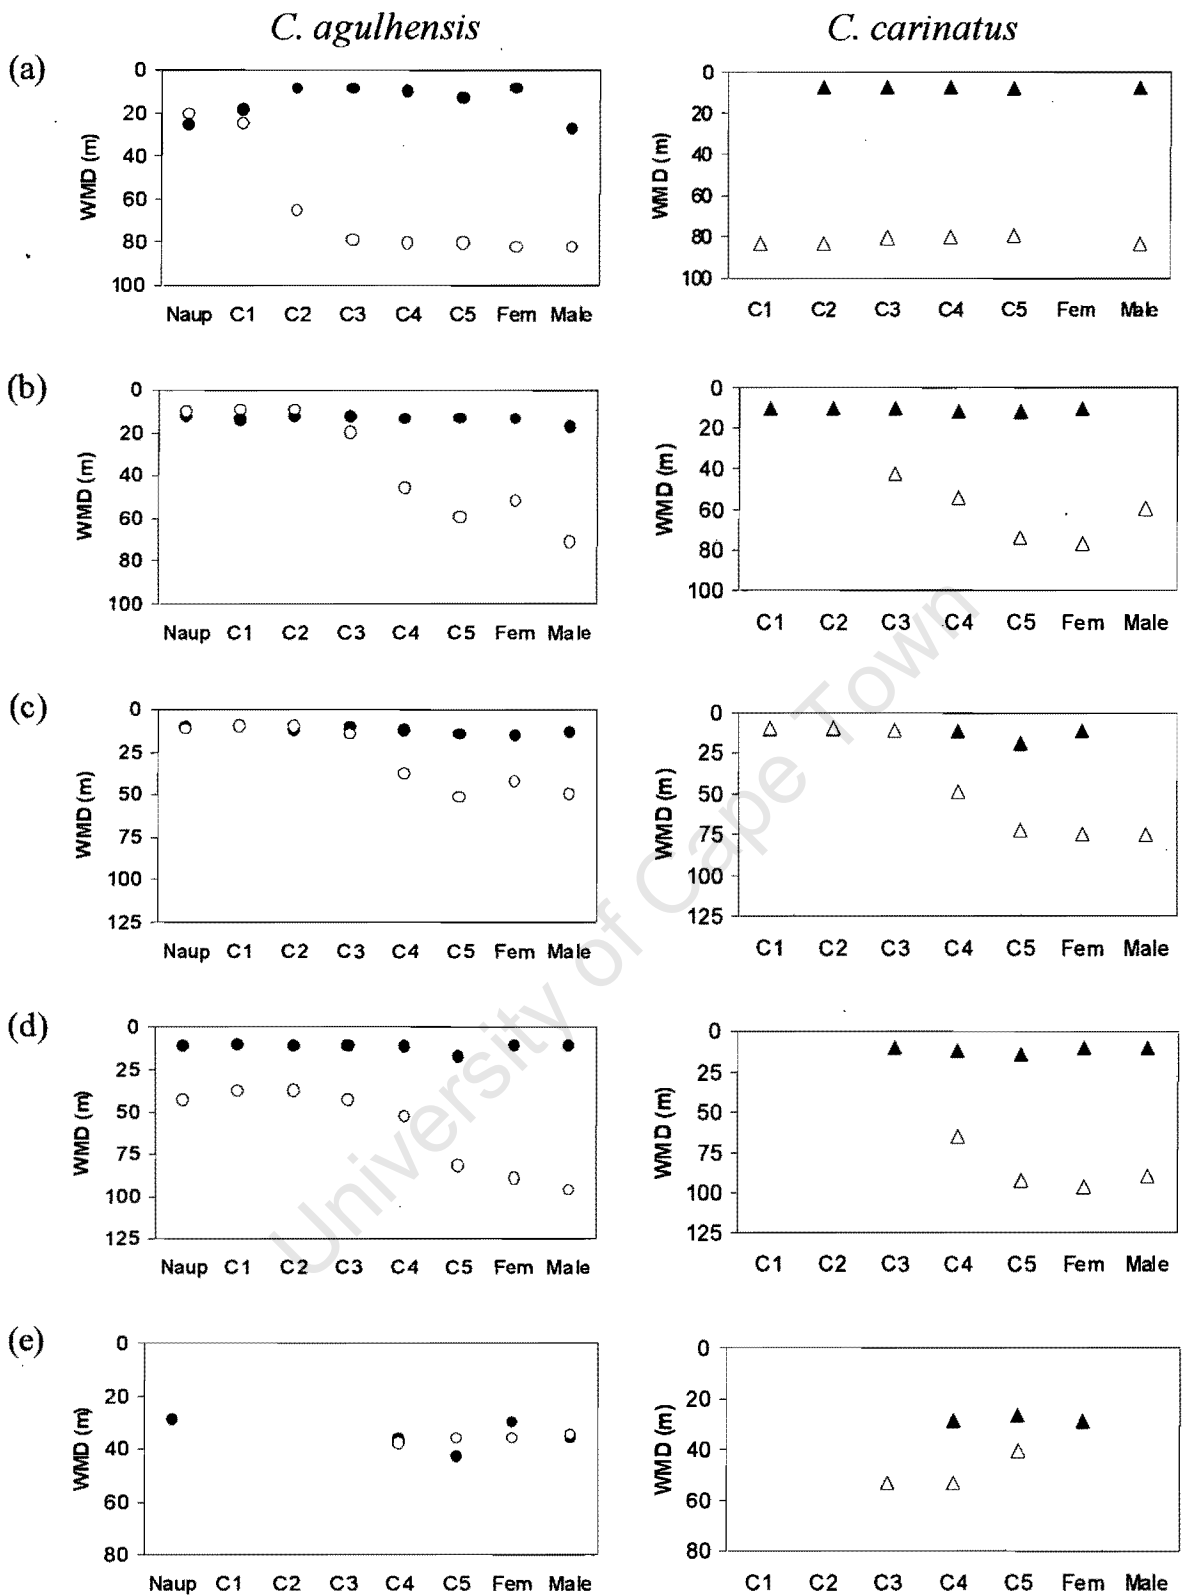 C. agulhensis
C. carinatus
(a)
WMD (m)
0
20
40
60
80
100
Naup C1 C2 C3 C4 C5 Fem Male
WMD (m)
0
20
40
60
80
100
C1 C2 C3 C4 C5 Fem Male
(b)
WMD (m)
0
20
40
60
80
100
Naup C1 C2 C3 C4 C5 Fem Male
WMD (m)
0
20
40
60
80
100
C1 C2 C3 C4 C5 Fem Male
(c)
WMD (m)
0
25
50
75
100
125
Naup C1 C2 C3 C4 C5 Fem Male
WMD (m)
0
25
50
75
100
125
C1 C2 C3 C4 C5 Fem Male
(d)
WMD (m)
0
25
50
75
100
125
Naup C1 C2 C3 C4 C5 Fem Male
WMD (m)
0
25
50
75
100
125
C1 C2 C3 C4 C5 Fem Male
(e)
WMD (m)
0
20
40
60
80
Naup C1 C2 C3 C4 C5 Fem Male
WMD (m)
0
20
40
60
80
C1 C2 C3 C4 C5 Fem Male
University of Cape Town